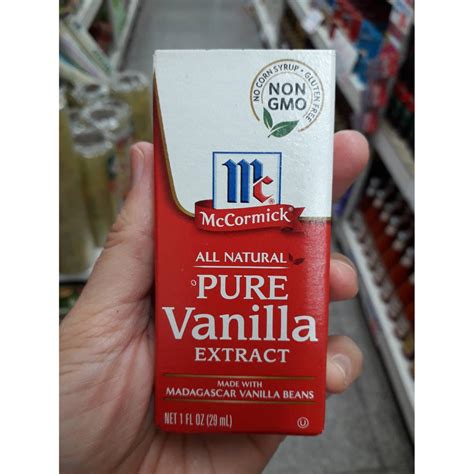 NO CORN SYRUP • GLUTEN FREE
NON
GMO
Mc
McCormick®
ALL NATURAL
PURE
Vanilla
EXTRACT
MADE WITH
MADAGASCAR VANILLA BEANS
NET 1 FL OZ (29 mL)
U